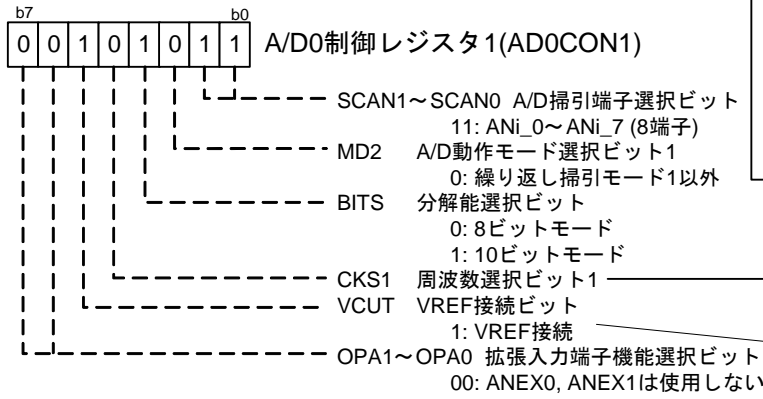 b7 b0
0 0 1 0 1 0 1 1 A/D0制御レジスタ1(AD0CON1)
SCAN1～SCAN0 A/D掃引端子選択ビット
11: ANi_0～ANi_7 (8端子)
MD2 A/D動作モード選択ビット1
0: 繰り返し掃引モード1以外
BITS 分解能選択ビット
0: 8ビットモード
1: 10ビットモード
CKS1 周波数選択ビット1
VCUT VREF接続ビット
1: VREF接続
OPA1～OPA0 拡張入力端子機能選択ビット
00: ANEX0, ANEX1は使用しない